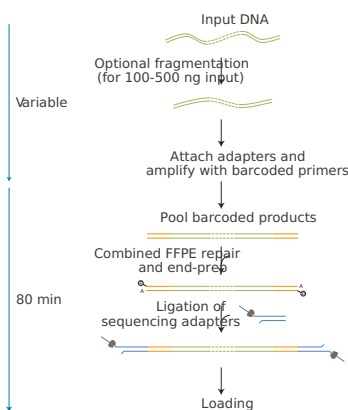 Input DNA
Optional fragmentation
(for 100-500 ng input)
Variable
Attach adapters and
amplify with barcoded primers
Pool barcoded products
Combined FFPE repair
and end-prep
A
A
80 min
Ligation of
sequencing adapters
Loading